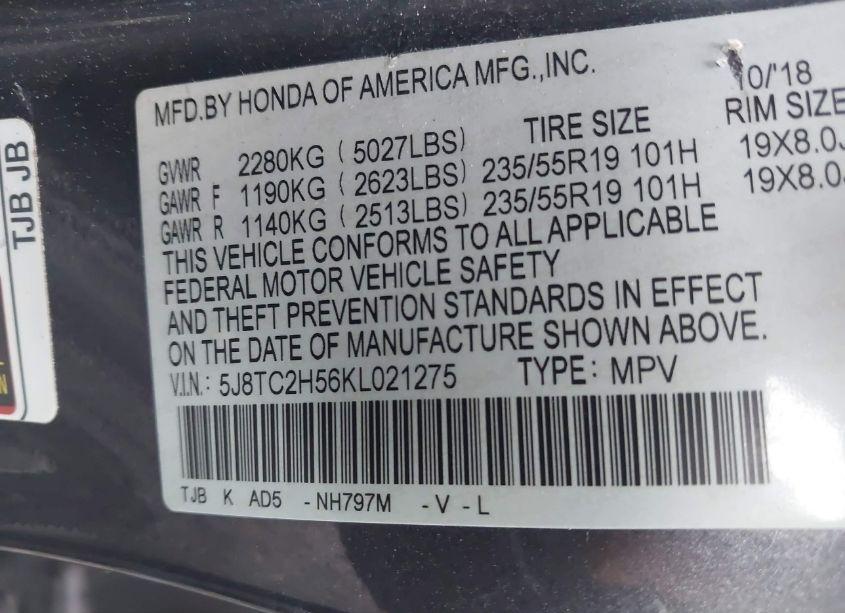 MFD.BY HONDA OF AMERICA MFG.,INC. 10/'18
TIRE SIZE RIM SIZE
GVWR 2280KG ( 5027LBS)
GAWR F 1190KG ( 2623LBS) 235/55R19 101H 19X8.0J
GAWR R 1140KG ( 2513LBS) 235/55R19 101H 19X8.0J
THIS VEHICLE CONFORMS TO ALL APPLICABLE
FEDERAL MOTOR VEHICLE SAFETY
AND THEFT PREVENTION STANDARDS IN EFFECT
ON THE DATE OF MANUFACTURE SHOWN ABOVE.
V.I.N.: 5J8TC2H56KL021275 TYPE: MPV
TJB K AD5 -NH797M -V -L
TJB JB